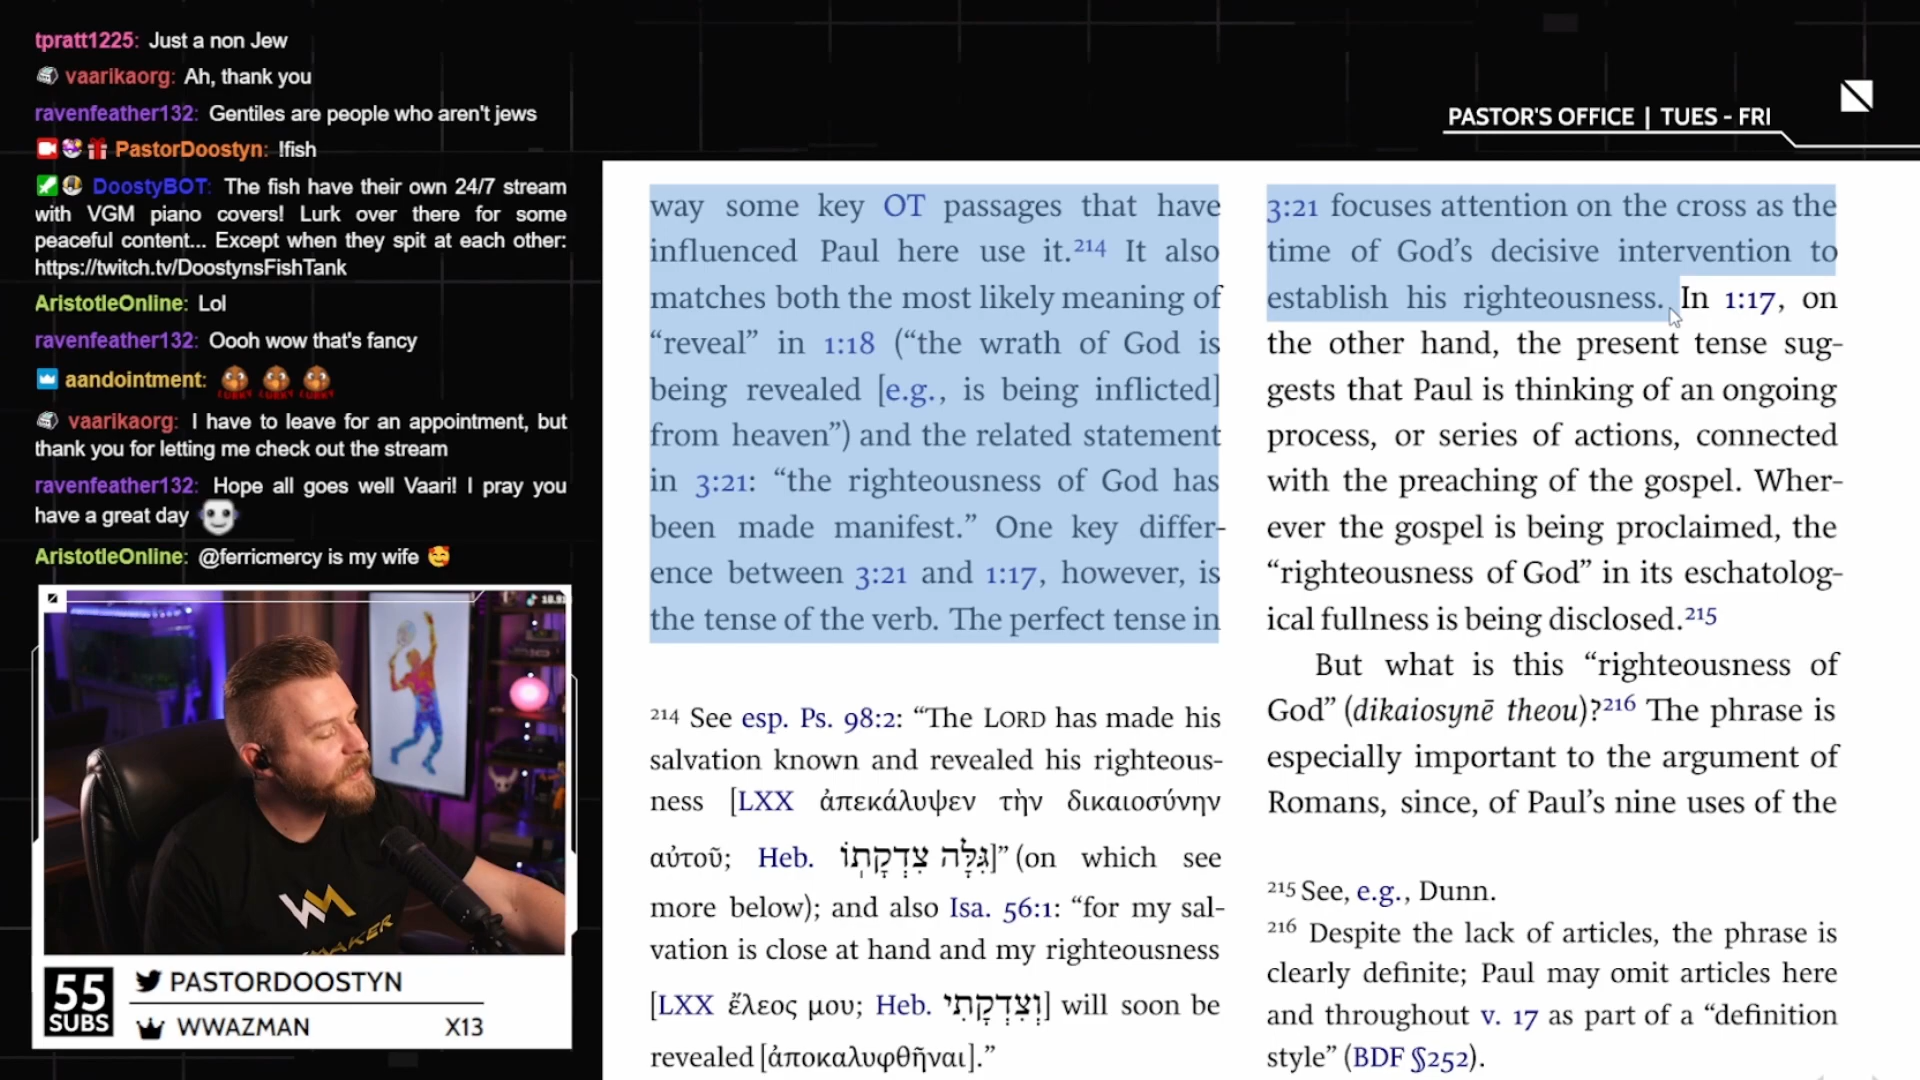 tpratt1225: Just a non Jew
vaarikaorg: Ah, thank you
ravenfeather132: Gentiles are people who aren't jews
PastorDoostyn: !fish
DoostyBOT: The fish have their own 24/7 stream
with VGM piano covers! Lurk over there for some
peaceful content... Except when they spit at each other:
https://twitch.tv/DoostynsFishTank
AristotleOnline: Lol
ravenfeather132: Oooh wow that's fancy
aandointment:
vaarikaorg: I have to leave for an appointment, but
thank you for letting me check out the stream
ravenfeather132: Hope all goes well Vaari! I pray you
have a great day
AristotleOnline: @ferricmercy is my wife
55
SUBS
PASTORDOOSTYN
WWAZMAN X13
PASTOR'S OFFICE | TUES - FRI
way some key OT passages that have
influenced Paul here use it.²¹⁴ It also
matches both the most likely meaning of
“reveal” in 1:18 (“the wrath of God is
being revealed [e.g., is being inflicted]
from heaven”) and the related statement
in 3:21: “the righteousness of God has
been made manifest.” One key differ-
ence between 3:21 and 1:17, however, is
the tense of the verb. The perfect tense in
²¹⁴ See esp. Ps. 98:2: “The LORD has made his
salvation known and revealed his righteous-
ness [LXX ἀπεκάλυψεν τὴν δικαιοσύνην
αὐτοῦ; Heb. גִּלָּה צִדְקָתוֹ]” (on which see
more below); and also Isa. 56:1: “for my sal-
vation is close at hand and my righteousness
[LXX ἔλεος μου; Heb. וְצִדְקָתִי] will soon be
revealed [ἀποκαλυφθῆναι].”
3:21 focuses attention on the cross as the
time of God’s decisive intervention to
establish his righteousness. In 1:17, on
the other hand, the present tense sug-
gests that Paul is thinking of an ongoing
process, or series of actions, connected
with the preaching of the gospel. Wher-
ever the gospel is being proclaimed, the
“righteousness of God” in its eschatolog-
ical fullness is being disclosed.²¹⁵
But what is this “righteousness of
God” (dikaiosynē theou)?²¹⁶ The phrase is
especially important to the argument of
Romans, since, of Paul’s nine uses of the
²¹⁵ See, e.g., Dunn.
²¹⁶ Despite the lack of articles, the phrase is
clearly definite; Paul may omit articles here
and throughout v. 17 as part of a “definition
style” (BDF §252).